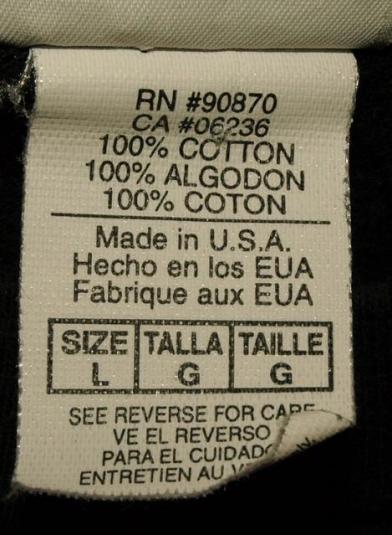 RN #90870
CA #06236
100% COTTON
100% ALGODON
100% COTON
Made in U.S.A.
Hecho en los EUA
Fabrique aux EUA
SIZE TALLA TAILLE
L G G
SEE REVERSE FOR CARE
VE EL REVERSO
PARA EL CUIDADO
ENTRETIEN AU